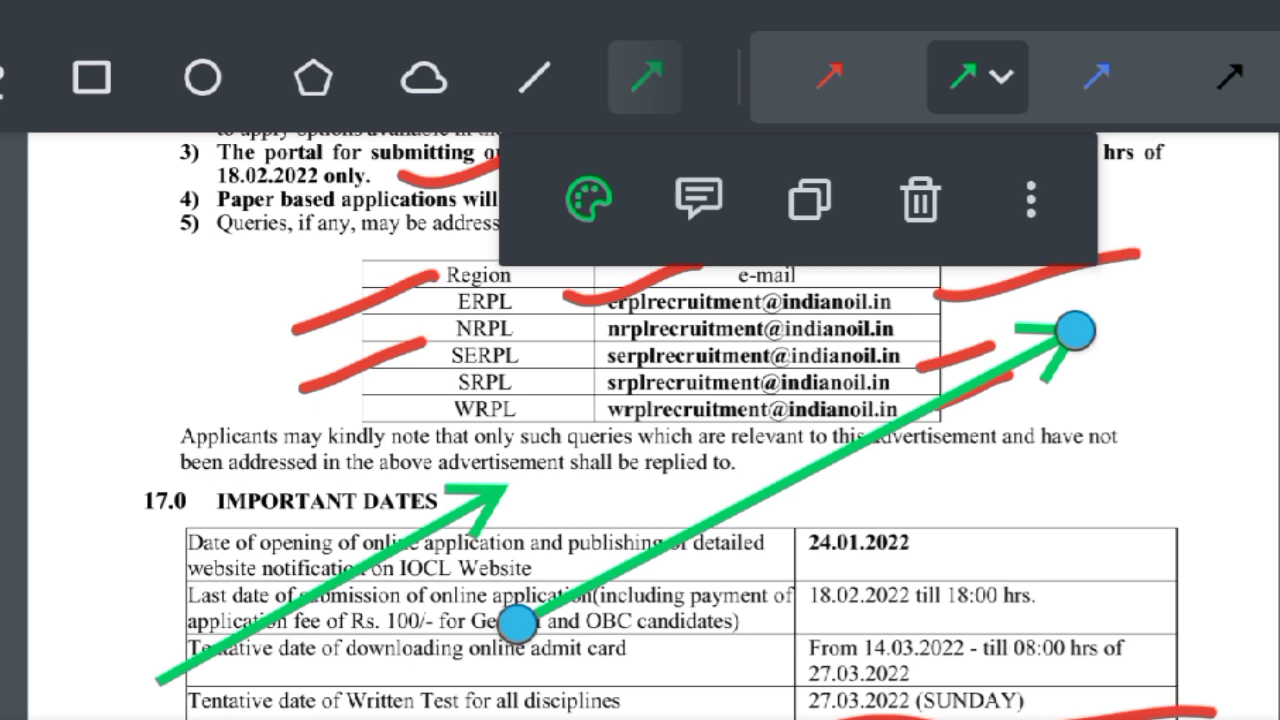 3) The portal for submitting hrs of
18.02.2022 only.
4) Paper based applications will
5) Queries, if any, may be address
Region e-mail
ERPL erplrecruitment@indianoil.in
NRPL nrplrecruitment@indianoil.in
SERPL serplrecruitment@indianoil.in
SRPL srplrecruitment@indianoil.in
WRPL wrplrecruitment@indianoil.in
Applicants may kindly note that only such queries which are relevant to this advertisement and have not
been addressed in the above advertisement shall be replied to.
17.0 IMPORTANT DATES
Date of opening of online application and publishing of detailed 24.01.2022
website notification on IOCL Website
Last date of submission of online application(including payment of 18.02.2022 till 18:00 hrs.
application fee of Rs. 100/- for and OBC candidates)
Tentative date of downloading online admit card From 14.03.2022 - till 08:00 hrs of
27.03.2022
Tentative date of Written Test for all disciplines 27.03.2022 (SUNDAY)